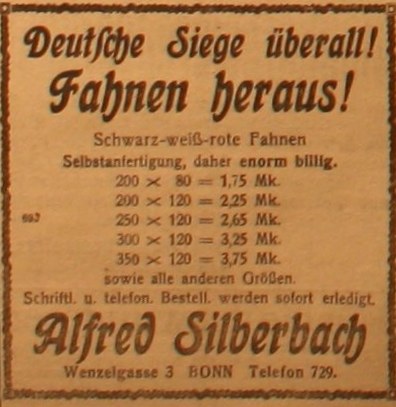 Deutsche Siege überall!
Fahnen heraus!
Schwarz-weiß-rote Fahnen
Selbstanfertigung, daher enorm billig.
200 × 80 = 1,75 Mk.
200 × 120 = 2,25 Mk.
250 × 120 = 2,65 Mk.
300 × 120 = 3,25 Mk.
350 × 120 = 3,75 Mk.
sowie alle anderen Größen.
Schriftl. u. telefon. Bestell. werden sofort erledigt.
Alfred Silberbach
Wenzelgasse 3 BONN Telefon 729.